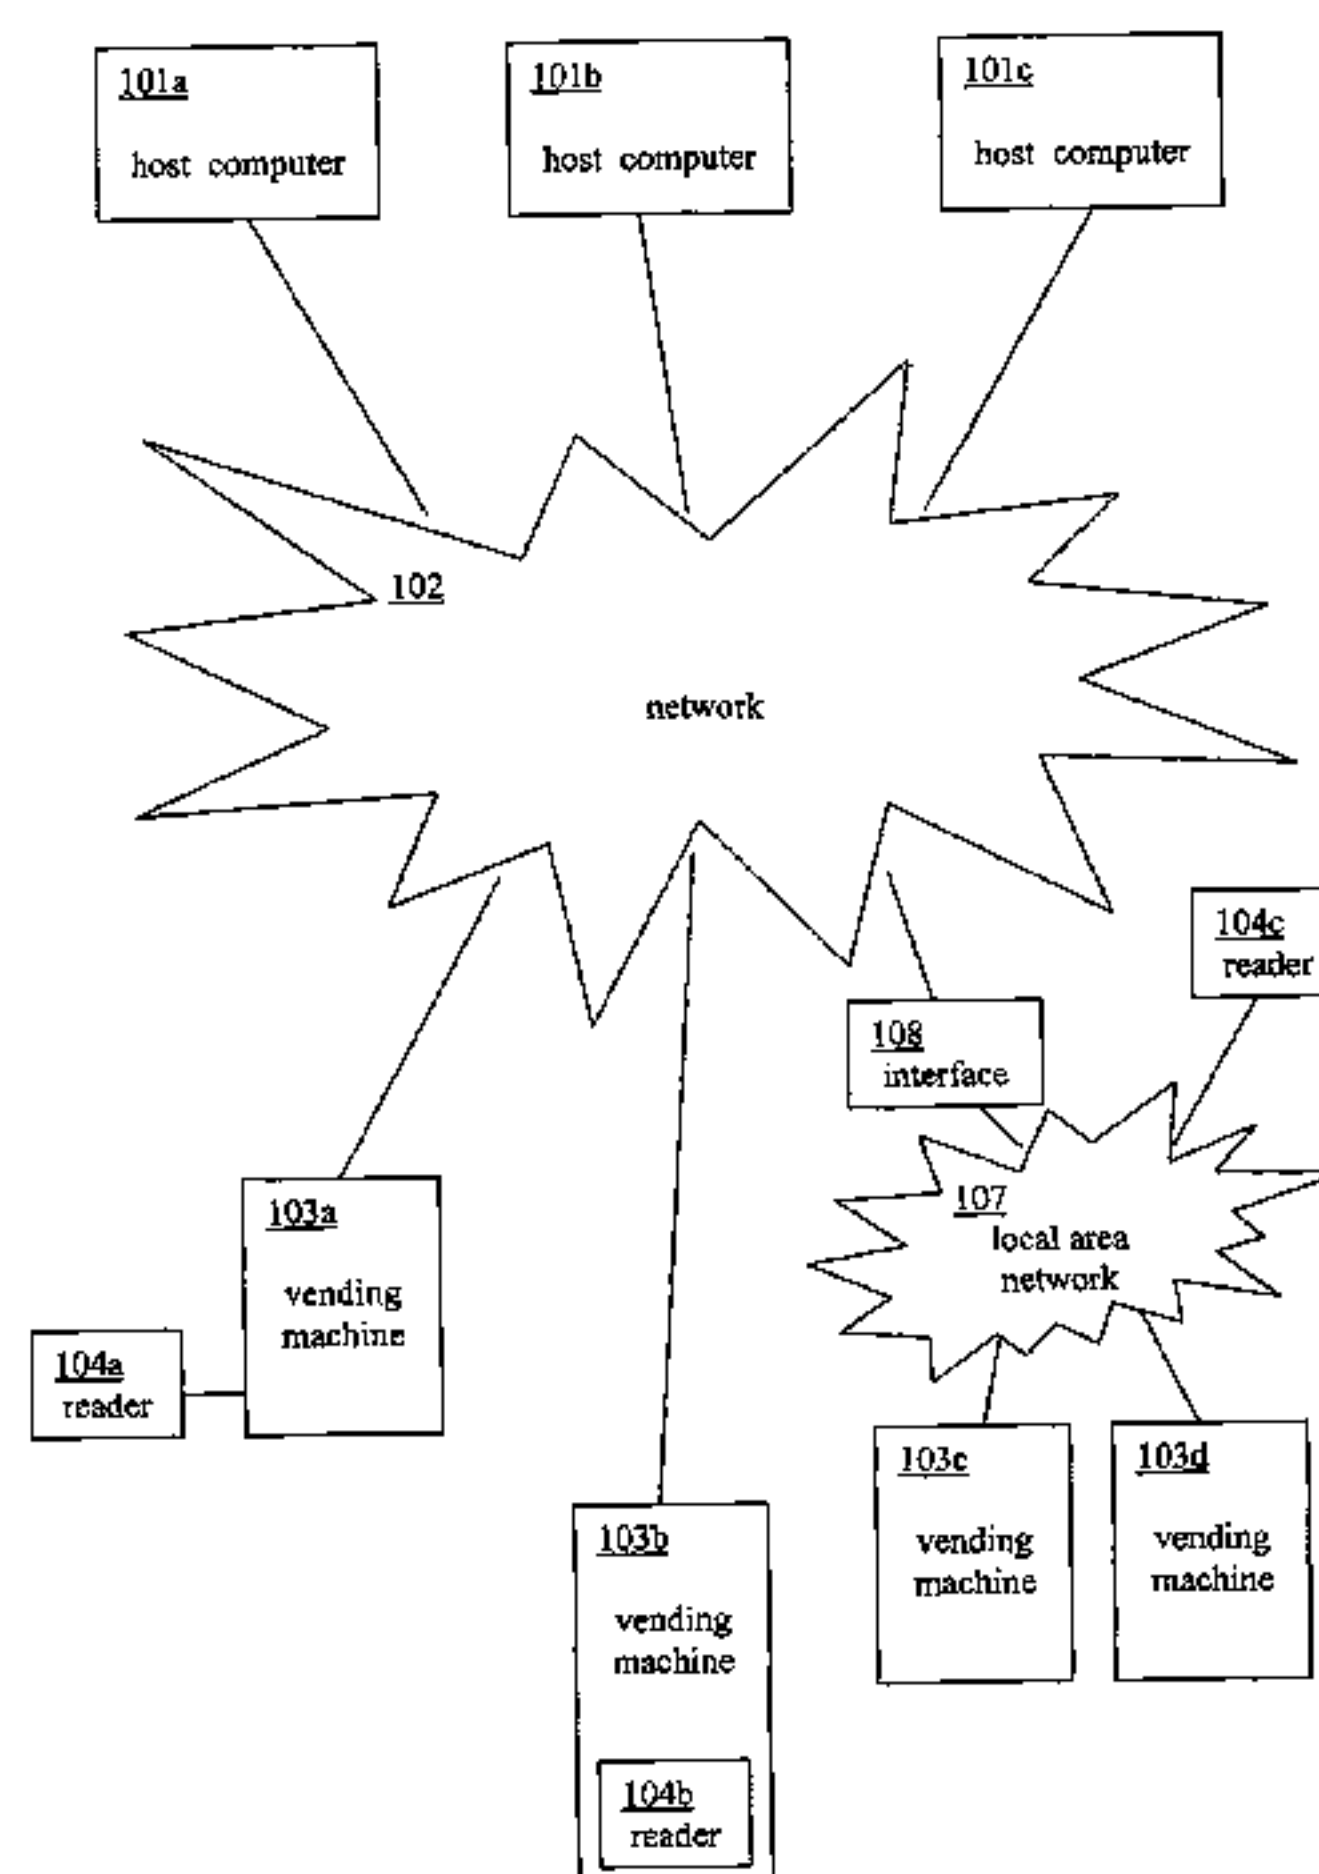 101a
host computer
101b
host computer
101c
host computer
102
network
104c
reader
108
interface
107
local area
network
103a
vending
machine
104a
reader
103c
vending
machine
103d
vending
machine
103b
vending
machine
104b
reader